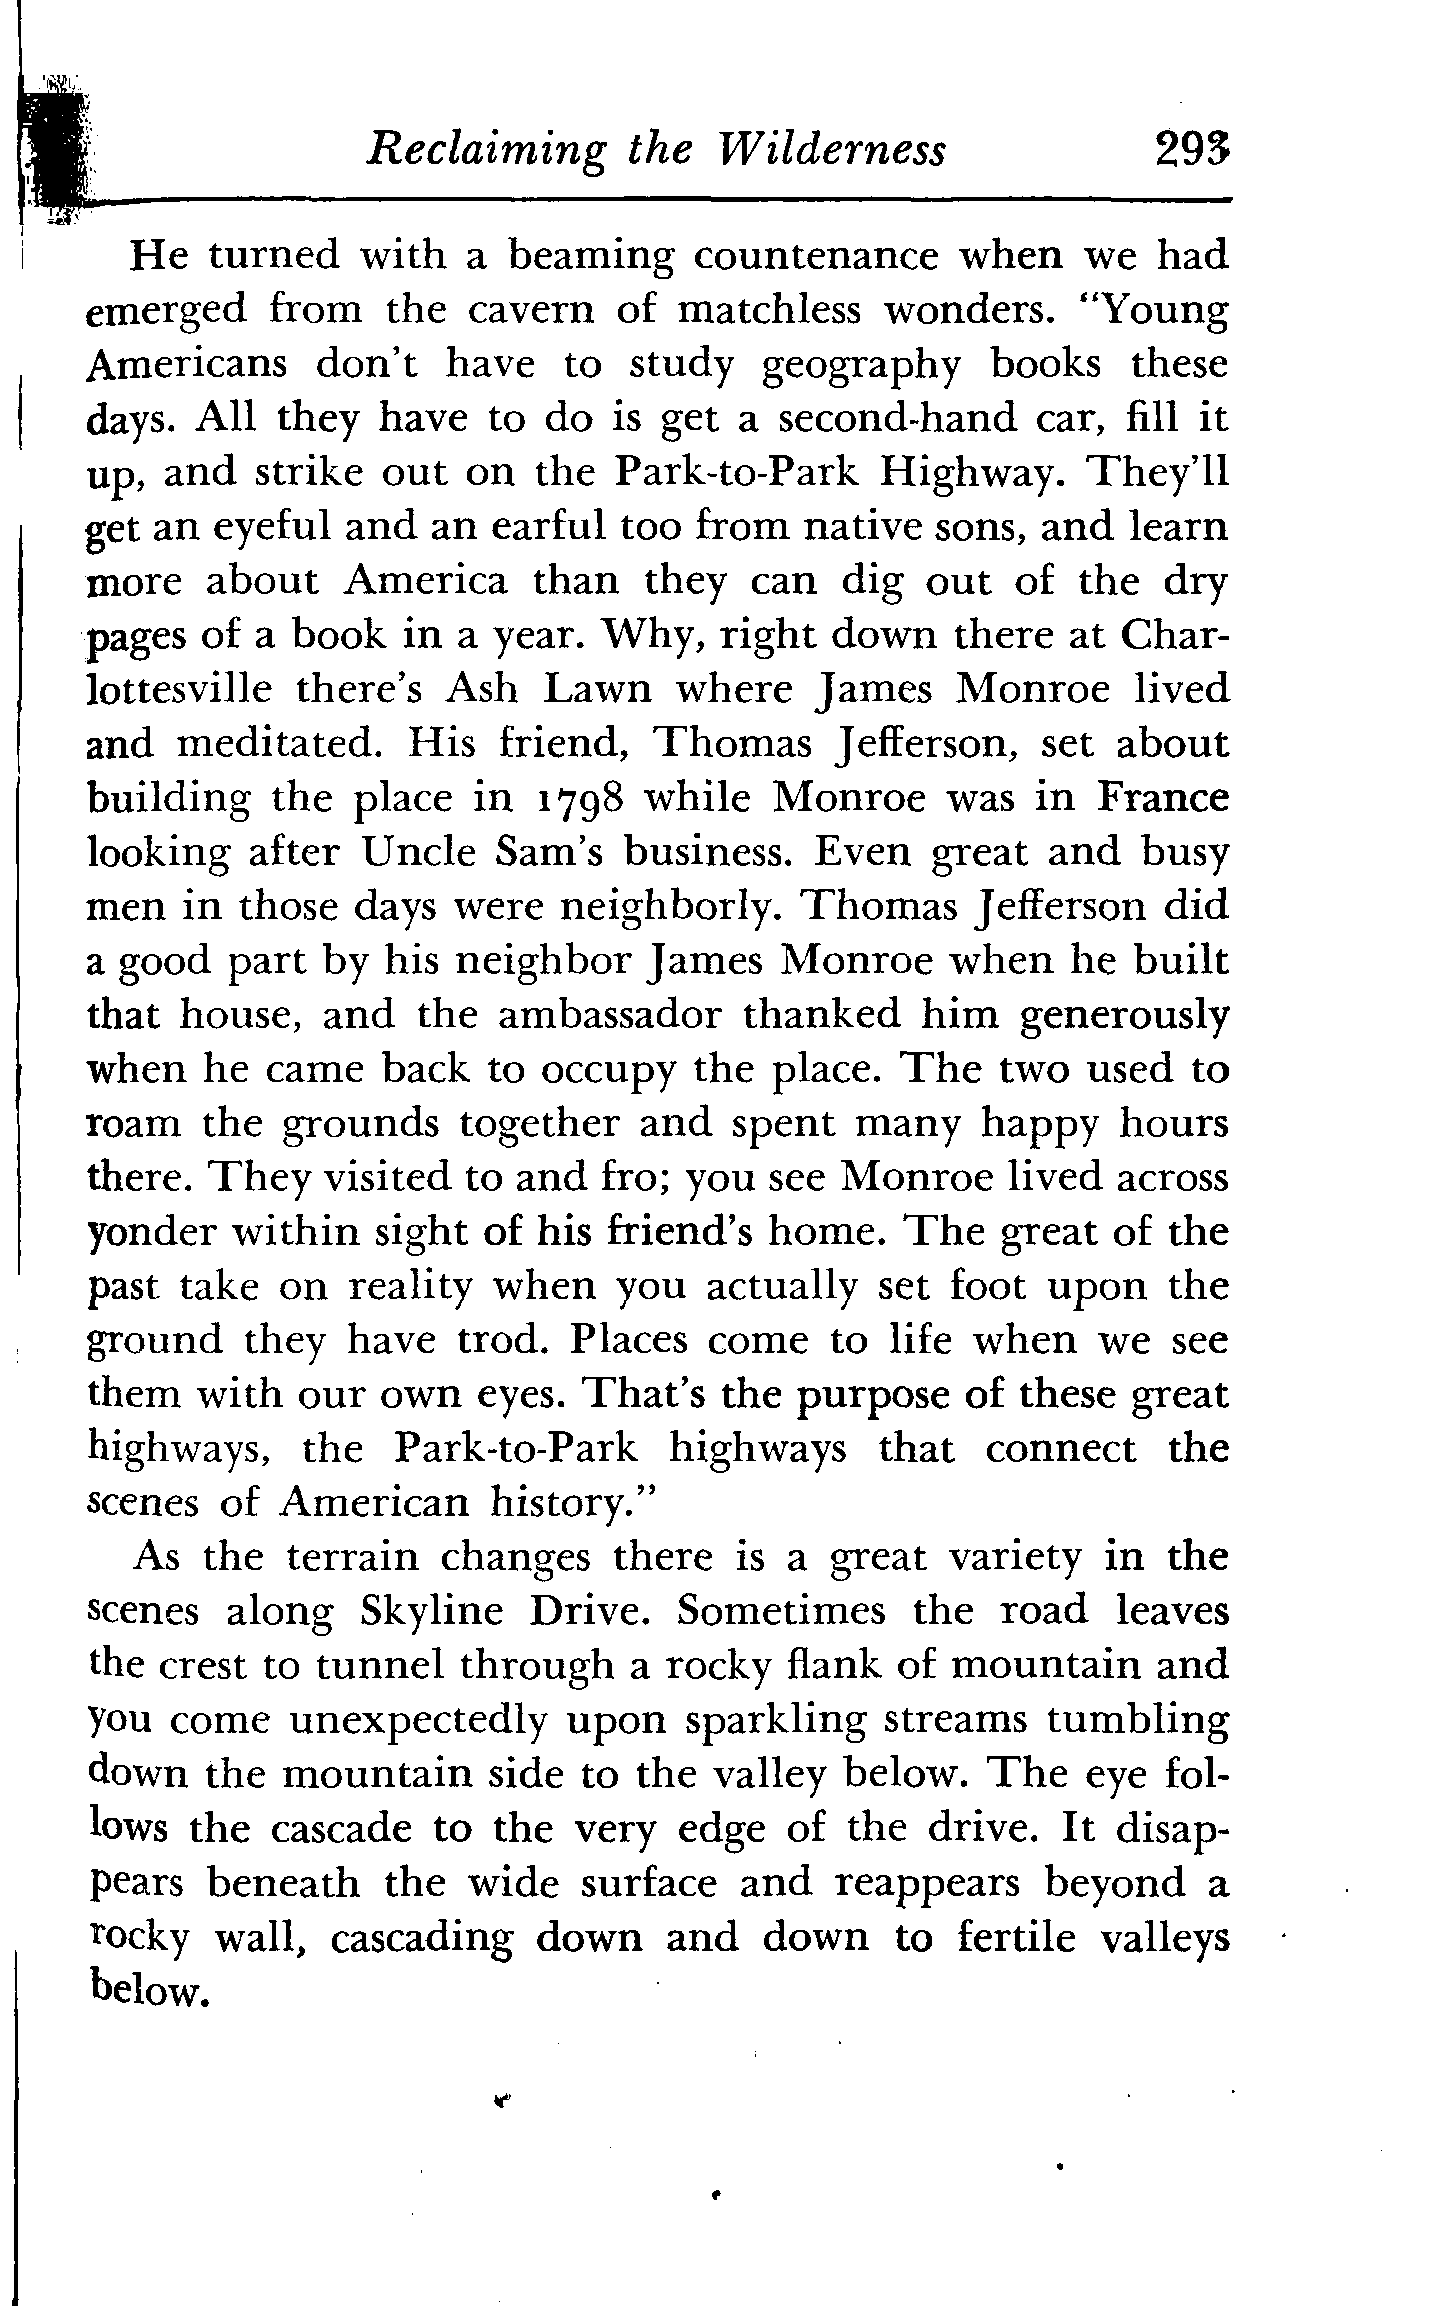 Reclaiming the Wilderness 293
He turned with a beaming countenance when we had
emerged from the cavern of matchless wonders. “Young
Americans don’t have to study geography books these
days. All they have to do is get a second-hand car, fill it
up, and strike out on the Park-to-Park Highway. They’ll
get an eyeful and an earful too from native sons, and learn
more about America than they can dig out of the dry
pages of a book in a year. Why, right down there at Char-
lottesville there’s Ash Lawn where James Monroe lived
and meditated. His friend, Thomas Jefferson, set about
building the place in 1798 while Monroe was in France
looking after Uncle Sam’s business. Even great and busy
men in those days were neighborly. Thomas Jefferson did
a good part by his neighbor James Monroe when he built
that house, and the ambassador thanked him generously
when he came back to occupy the place. The two used to
roam the grounds together and spent many happy hours
there. They visited to and fro; you see Monroe lived across
yonder within sight of his friend’s home. The great of the
past take on reality when you actually set foot upon the
ground they have trod. Places come to life when we see
them with our own eyes. That’s the purpose of these great
highways, the Park-to-Park highways that connect the
scenes of American history.”
As the terrain changes there is a great variety in the
scenes along Skyline Drive. Sometimes the road leaves
the crest to tunnel through a rocky flank of mountain and
you come unexpectedly upon sparkling streams tumbling
down the mountain side to the valley below. The eye fol-
lows the cascade to the very edge of the drive. It disap-
pears beneath the wide surface and reappears beyond a
rocky wall, cascading down and down to fertile valleys
below.